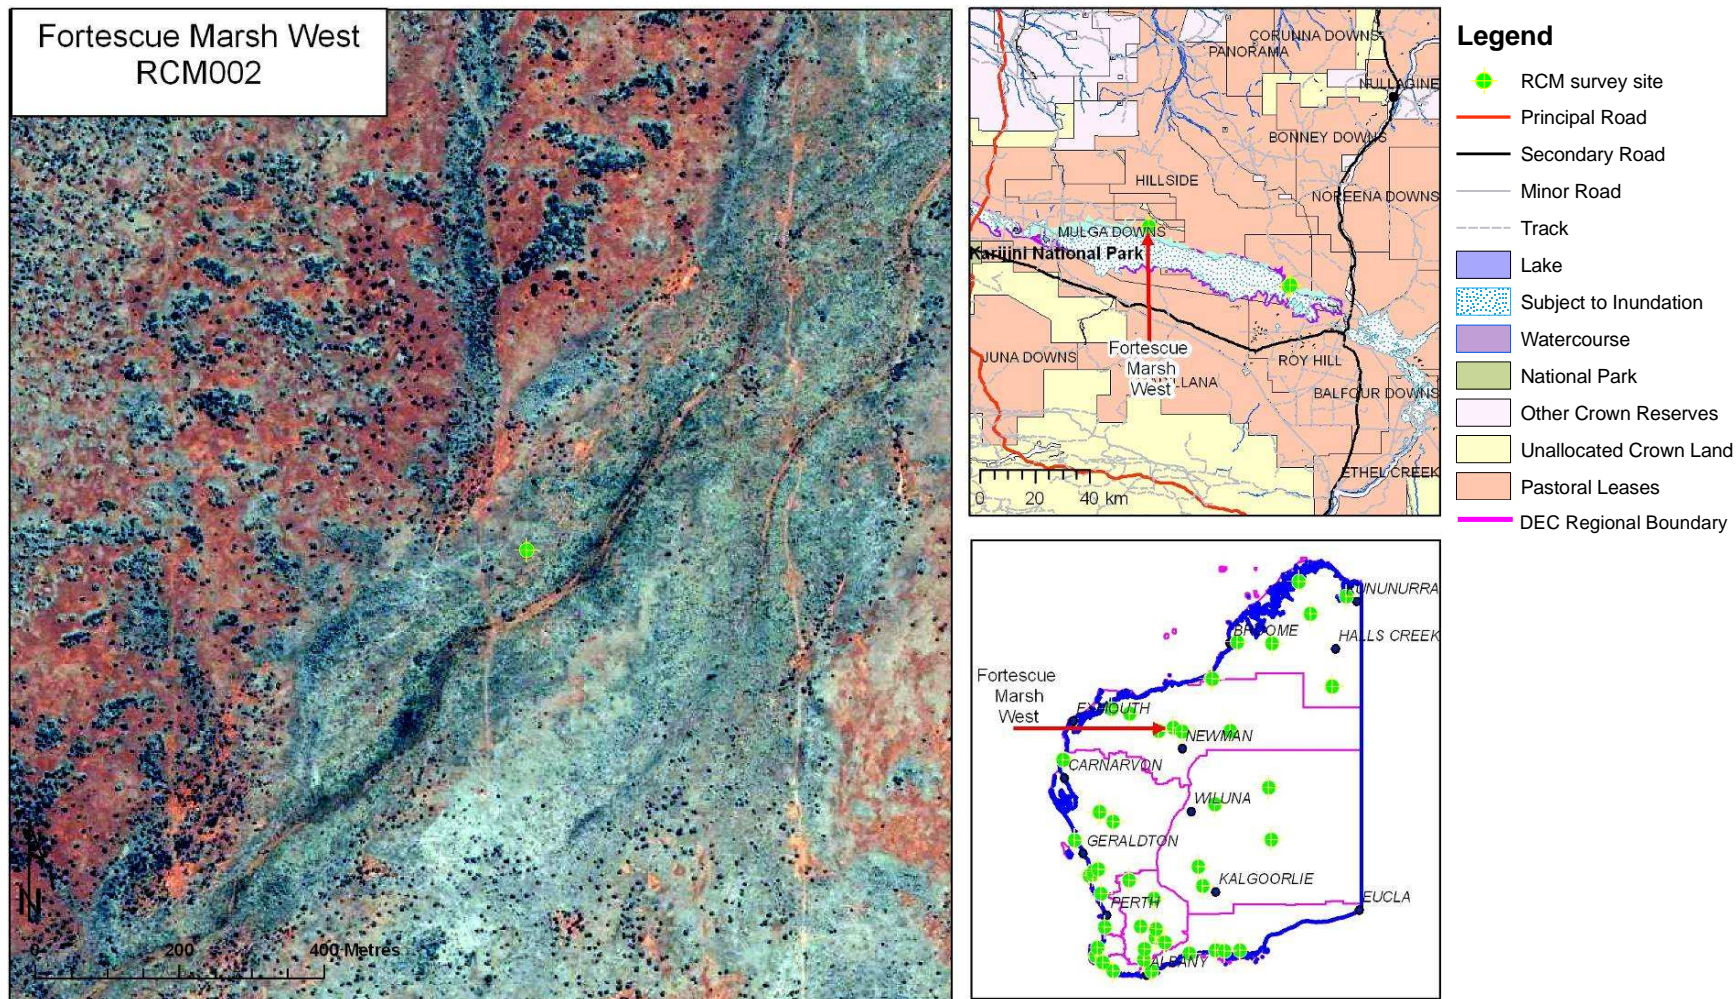 Fortescue Marsh West
RCM002
N
0 200 400 Metres
CORUNNA DOWNS
PANORAMA
NULLAGINE
BONNEY DOWNS
HILLSIDE
NOREENA DOWNS
MULGA DOWNS
Karijini National Park
JUNA DOWNS
Fortescue
Marsh
West
LLANA
ROY HILL
BALFOUR DOWNS
ETHEL CREEK
0 20 40 km
Legend
RCM survey site
Principal Road
Secondary Road
Minor Road
Track
Lake
Subject to Inundation
Watercourse
National Park
Other Crown Reserves
Unallocated Crown Land
Pastoral Leases
DEC Regional Boundary
KUNUNURRA
BROOME
HALLS CREEK
Fortescue
Marsh
West
EXMOUTH
NEWMAN
CARNARVON
WILUNA
GERALDTON
KALGOORLIE
PERTH
EUCLA
ALBANY